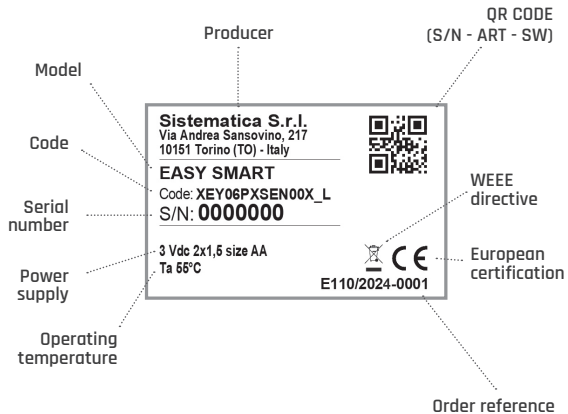 QR CODE
(S/N - ART - SW)
Producer
Model
Code
Serial
number
Power
supply
Operating
temperature
Sistematica S.r.l.
Via Andrea Sansovino, 217
10151 Torino (TO) - Italy
EASY SMART
Code: XEY06PXSEN00X_L
S/N: 0000000
3 Vdc 2x1,5 size AA
Ta 55°C
CE
E110/2024-0001
WEEE
directive
European
certification
Order reference